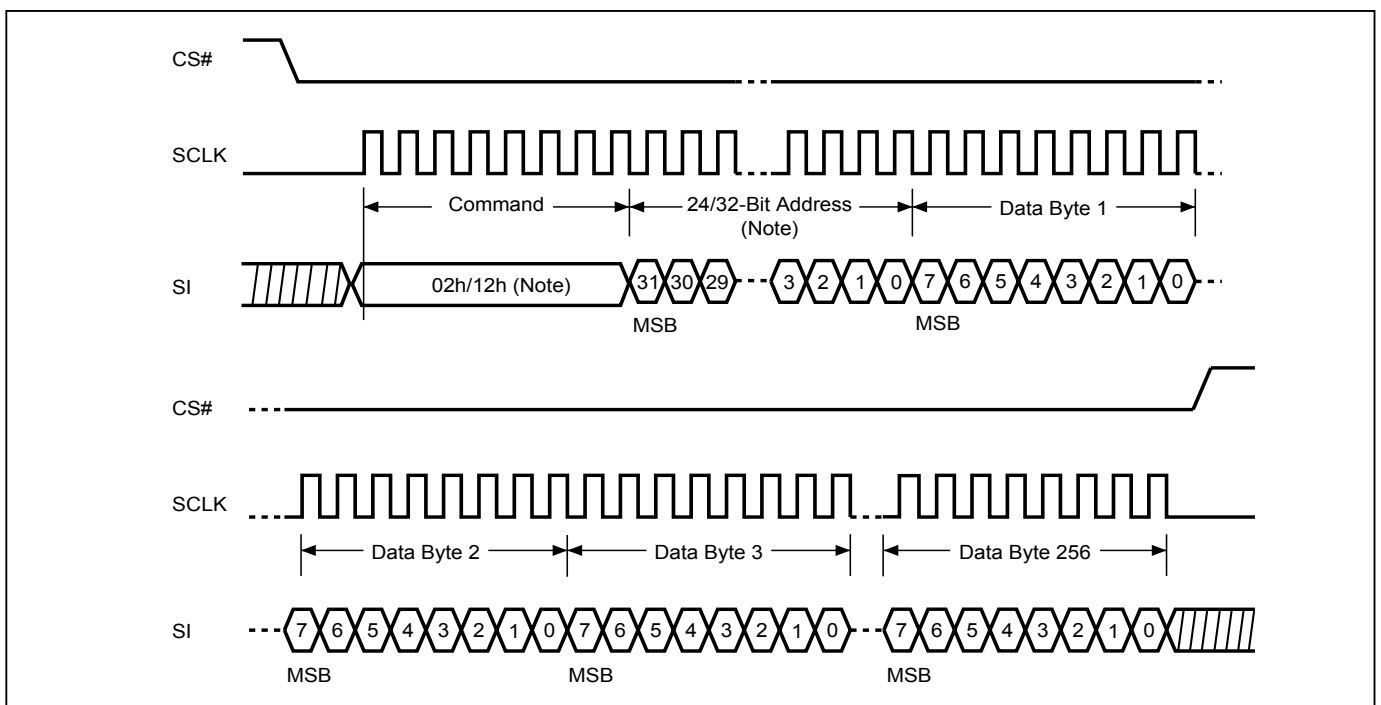 CS#
SCLK
Command
24/32-Bit Address
(Note)
Data Byte 1
SI
02h/12h (Note)
31 30 29 3 2 1 0 7 6 5 4 3 2 1 0
MSB MSB
CS#
SCLK
Data Byte 2 Data Byte 3 Data Byte 256
SI
7 6 5 4 3 2 1 0 7 6 5 4 3 2 1 0 7 6 5 4 3 2 1 0
MSB MSB MSB